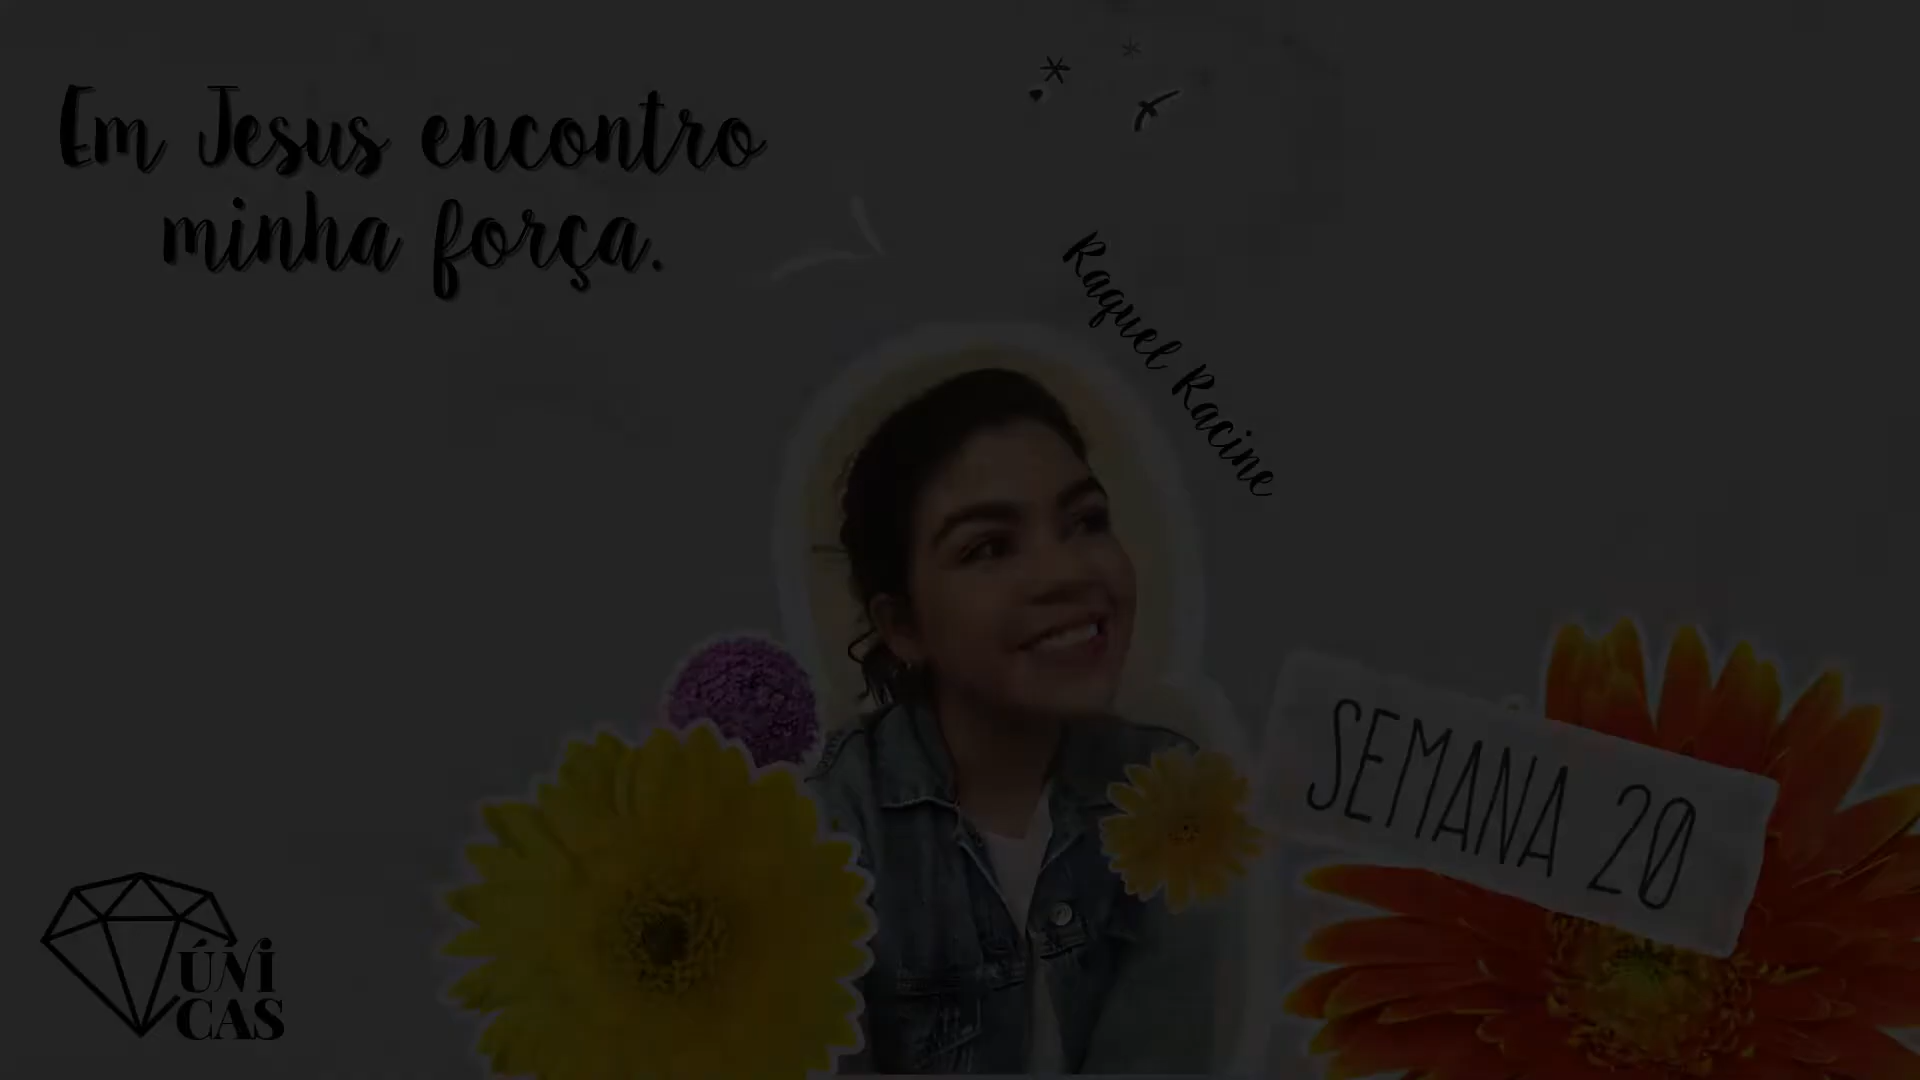 Em Jesus encontro
minha força.
Raquel Racine
SEMANA 20
ÚNI
CAS